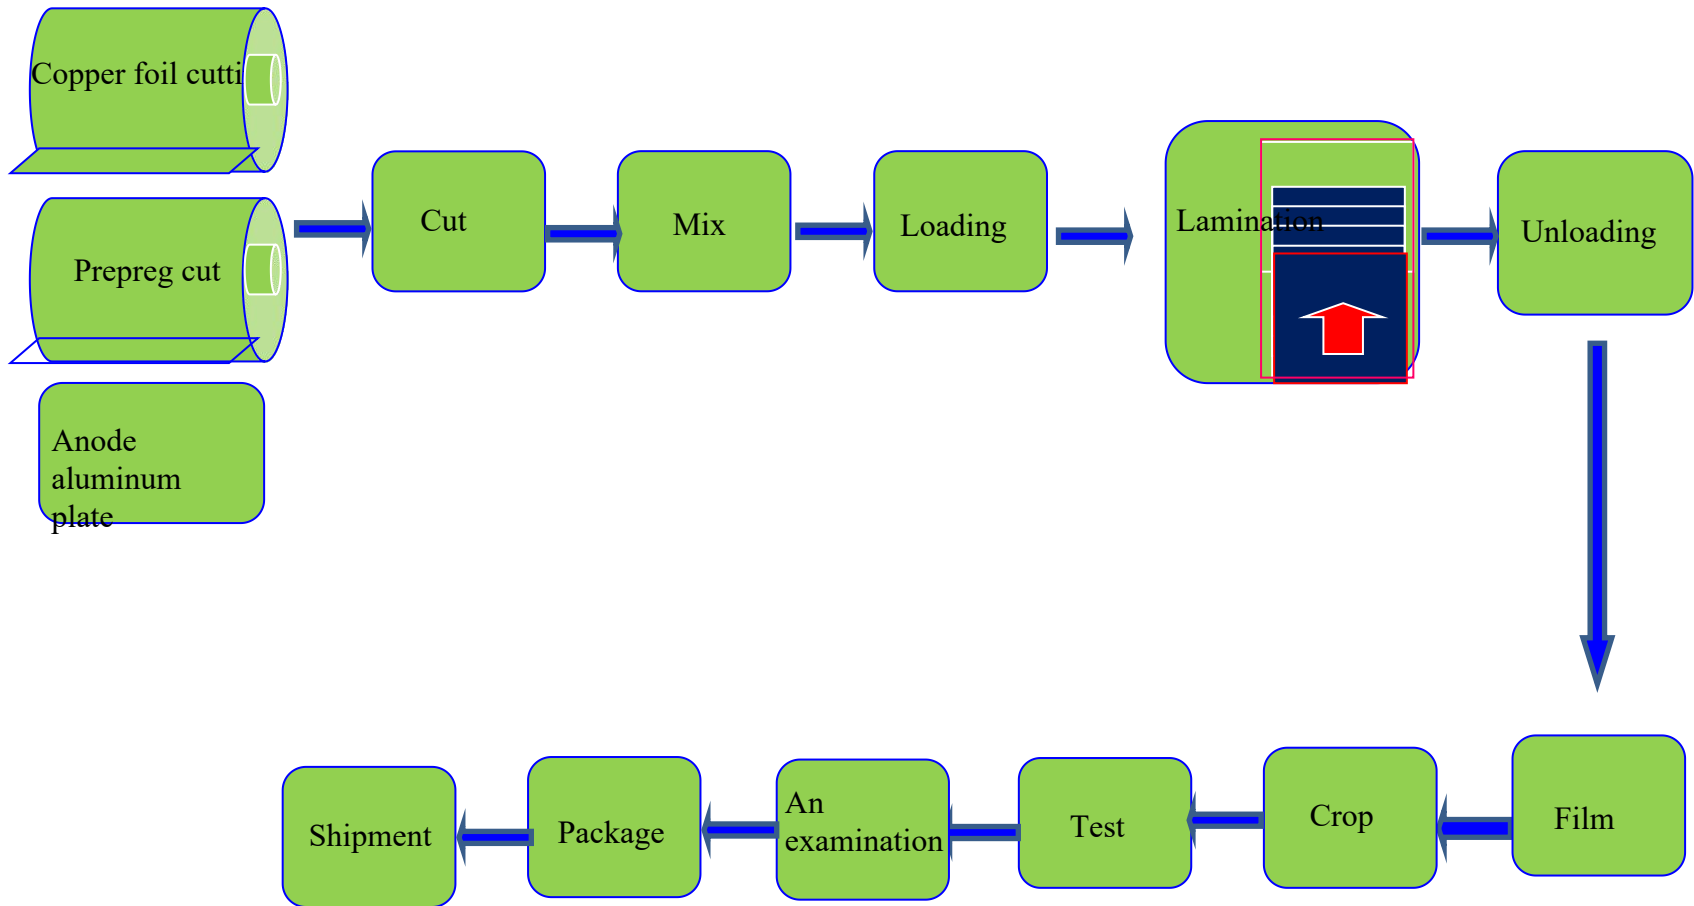 Copper foil cutti
Prepreg cut
Anode
aluminum
plate
Cut
Mix
Loading
Lamination
Unloading
Film
Crop
Test
An
examination
Package
Shipment